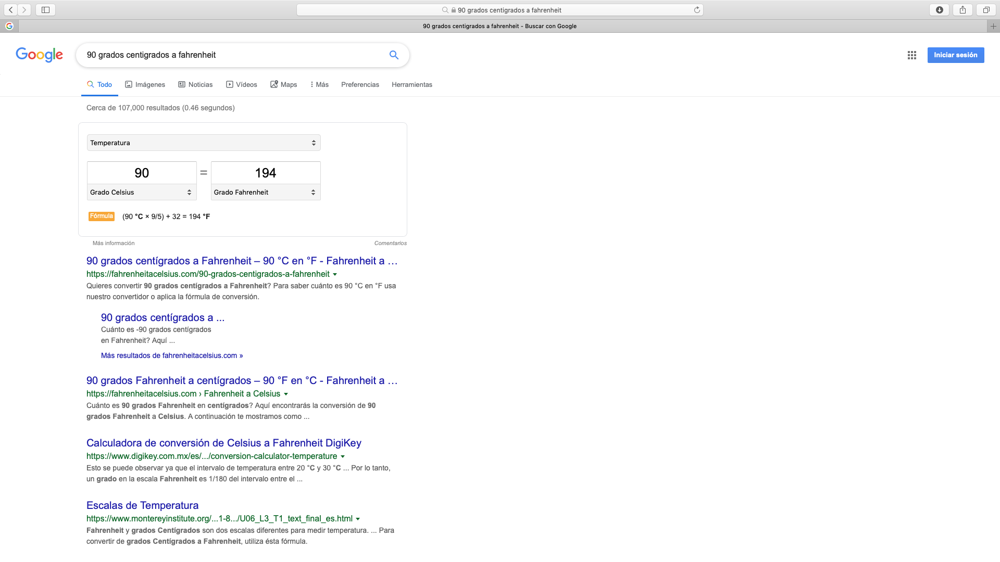 90 grados centigrados a fahrenheit
90 grados centigrados a fahrenheit - Buscar con Google
Google
90 grados centigrados a fahrenheit
Iniciar sesión
Todo Imágenes Noticias Vídeos Maps Más Preferencias Herramientas
Cerca de 107,000 resultados (0.46 segundos)
Temperatura
90 = 194
Grado Celsius Grado Fahrenheit
Fórmula (90 °C × 9/5) + 32 = 194 °F
Más información Comentarios
90 grados centígrados a Fahrenheit – 90 °C en °F - Fahrenheit a ...
https://fahrenheitacelsius.com/90-grados-centigrados-a-fahrenheit
Quieres convertir 90 grados centígrados a Fahrenheit? Para saber cuánto es 90 °C en °F usa
nuestro convertidor o aplica la fórmula de conversión.
90 grados centígrados a ...
Cuánto es -90 grados centígrados
en Fahrenheit? Aquí ...
Más resultados de fahrenheitacelsius.com »
90 grados Fahrenheit a centígrados – 90 °F en °C - Fahrenheit a ...
https://fahrenheitacelsius.com › Fahrenheit a Celsius
Cuánto es 90 grados Fahrenheit en centígrados? Aquí encontrarás la conversión de 90
grados Fahrenheit a Celsius. A continuación te mostramos como ...
Calculadora de conversión de Celsius a Fahrenheit DigiKey
https://www.digikey.com.mx/es/.../conversion-calculator-temperature
Esto se puede observar ya que el intervalo de temperatura entre 20 °C y 30 °C ... Por lo tanto,
un grado en la escala Fahrenheit es 1/180 del intervalo entre el ...
Escalas de Temperatura
https://www.montereyinstitute.org/...1-8.../U06_L3_T1_text_final_es.html
Fahrenheit y grados Centígrados son dos escalas diferentes para medir temperatura. ... Para
convertir de grados Centígrados a Fahrenheit, utiliza ésta fórmula.